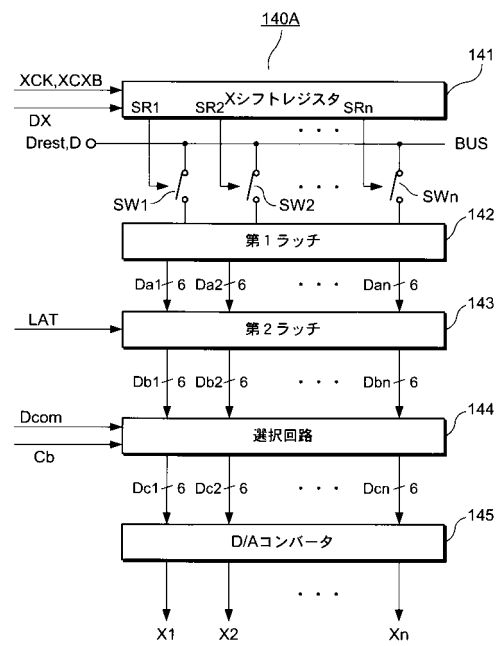 140A
141
XCK,XCXB
Xシフトレジスタ
SR1 SR2 SRn
DX
・・・
Drest,D
BUS
SW1 SW2 ・・・ SWn
142
第1ラッチ
Da1 6 Da2 6 ・・・ Dan 6
143
LAT
第2ラッチ
Db1 6 Db2 6 ・・・ Dbn 6
144
Dcom
選択回路
Cb
Dc1 6 Dc2 6 ・・・ Dcn 6
145
D/Aコンバータ
・・・
X1 X2 Xn